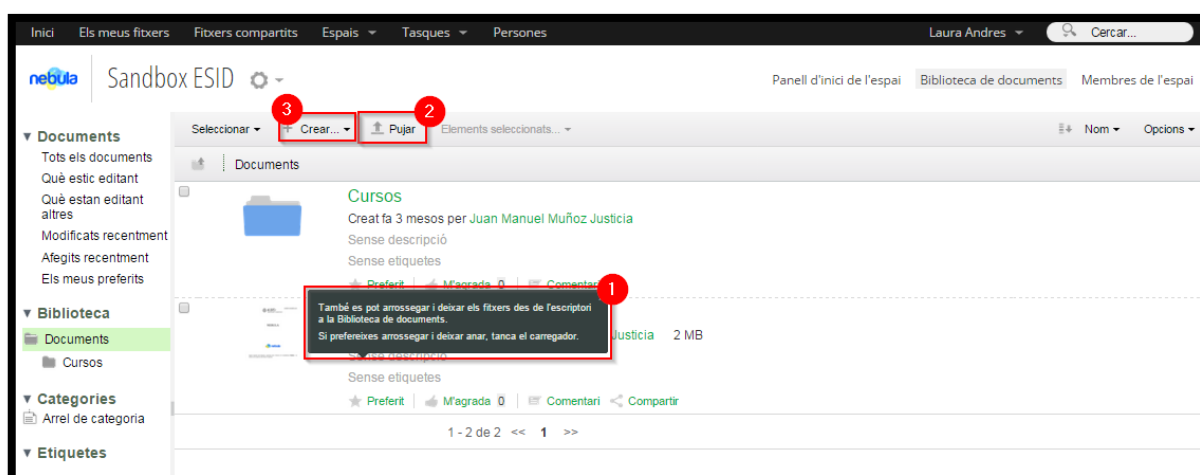 Inici Els meus fitxers Fitxers compartits Espais Tasques Persones Laura Andres Cercar...
nebula Sandbox ESID Panell d'inici de l'espai Biblioteca de documents Membres de l'espai
3 2
Seleccionar + Crear... Pujar Elements seleccionats... Nom Opcions
Documents
Cursos
Creat fa 3 mesos per Juan Manuel Muñoz Justicia
Sense descripció
Sense etiquetes
Preferit M'agrada 0 Comentari
1
També es pot arrossegar i deixar els fitxers des de l'escriptori
a la Biblioteca de documents.
Si prefereixes arrossegar i deixar anar, tanca el carregador.
Justicia 2 MB
Sense descripció
Sense etiquetes
Preferit M'agrada 0 Comentari Compartir
1 - 2 de 2 << 1 >>
Documents
Tots els documents
Què estic editant
Què estan editant
altres
Modificats recentment
Afegits recentment
Els meus preferits
Biblioteca
Documents
Cursos
Categories
Arrel de categoria
Etiquetes